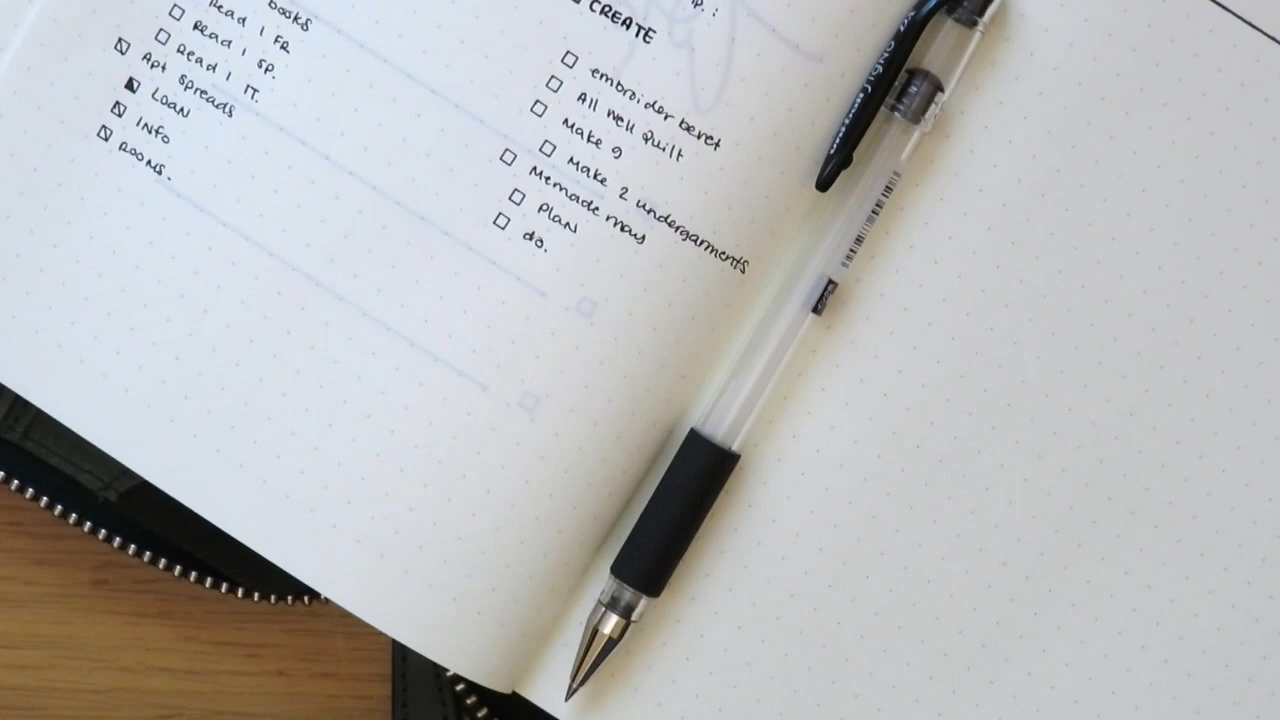 books
Read 1 FR
Read 1 SP.
Read 1 IT.
Apt spreads
LOAN
INFO
ROOMS.
CREATE
embroider beret
All well quilt
Make 9
Make 2 undergarments
Memade may
PLAN
do.
SIGNO